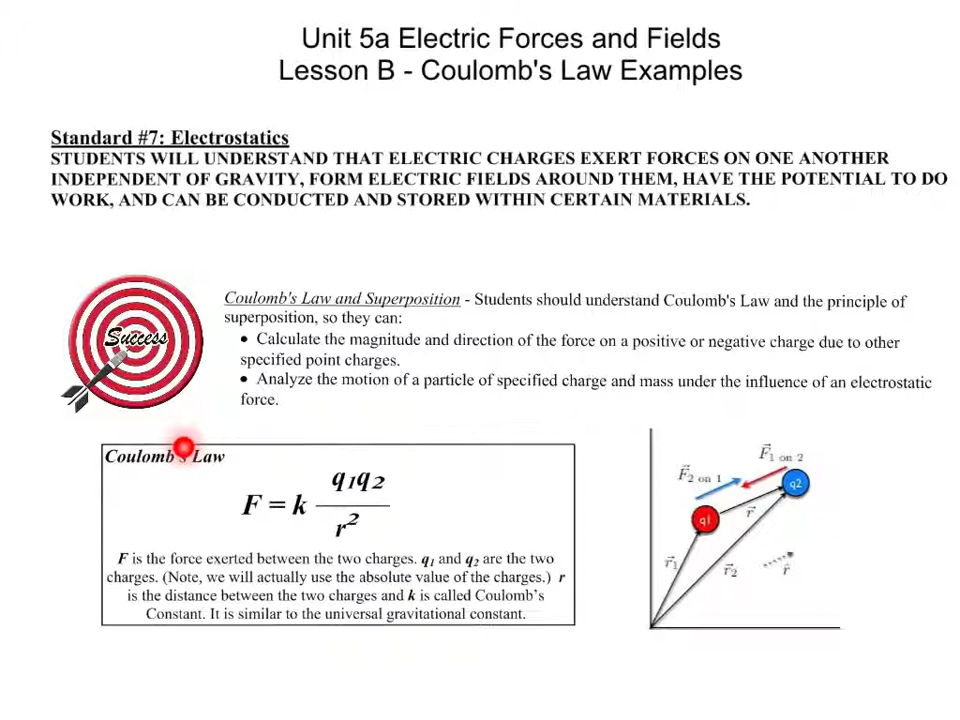 Unit 5a Electric Forces and Fields
Lesson B - Coulomb's Law Examples
Standard #7: Electrostatics
STUDENTS WILL UNDERSTAND THAT ELECTRIC CHARGES EXERT FORCES ON ONE ANOTHER
INDEPENDENT OF GRAVITY, FORM ELECTRIC FIELDS AROUND THEM, HAVE THE POTENTIAL TO DO
WORK, AND CAN BE CONDUCTED AND STORED WITHIN CERTAIN MATERIALS.
Success
Coulomb's Law and Superposition - Students should understand Coulomb's Law and the principle of
superposition, so they can:
• Calculate the magnitude and direction of the force on a positive or negative charge due to other
specified point charges.
• Analyze the motion of a particle of specified charge and mass under the influence of an electrostatic
force.
Coulomb's Law
F = k q₁q₂ / r²
F is the force exerted between the two charges. q₁ and q₂ are the two
charges. (Note, we will actually use the absolute value of the charges.) r
is the distance between the two charges and k is called Coulomb's
Constant. It is similar to the universal gravitational constant.
F⃗₁ on 2
F⃗₂ on 1
q2
q1
r⃗
r⃗₁
r⃗₂
r̂